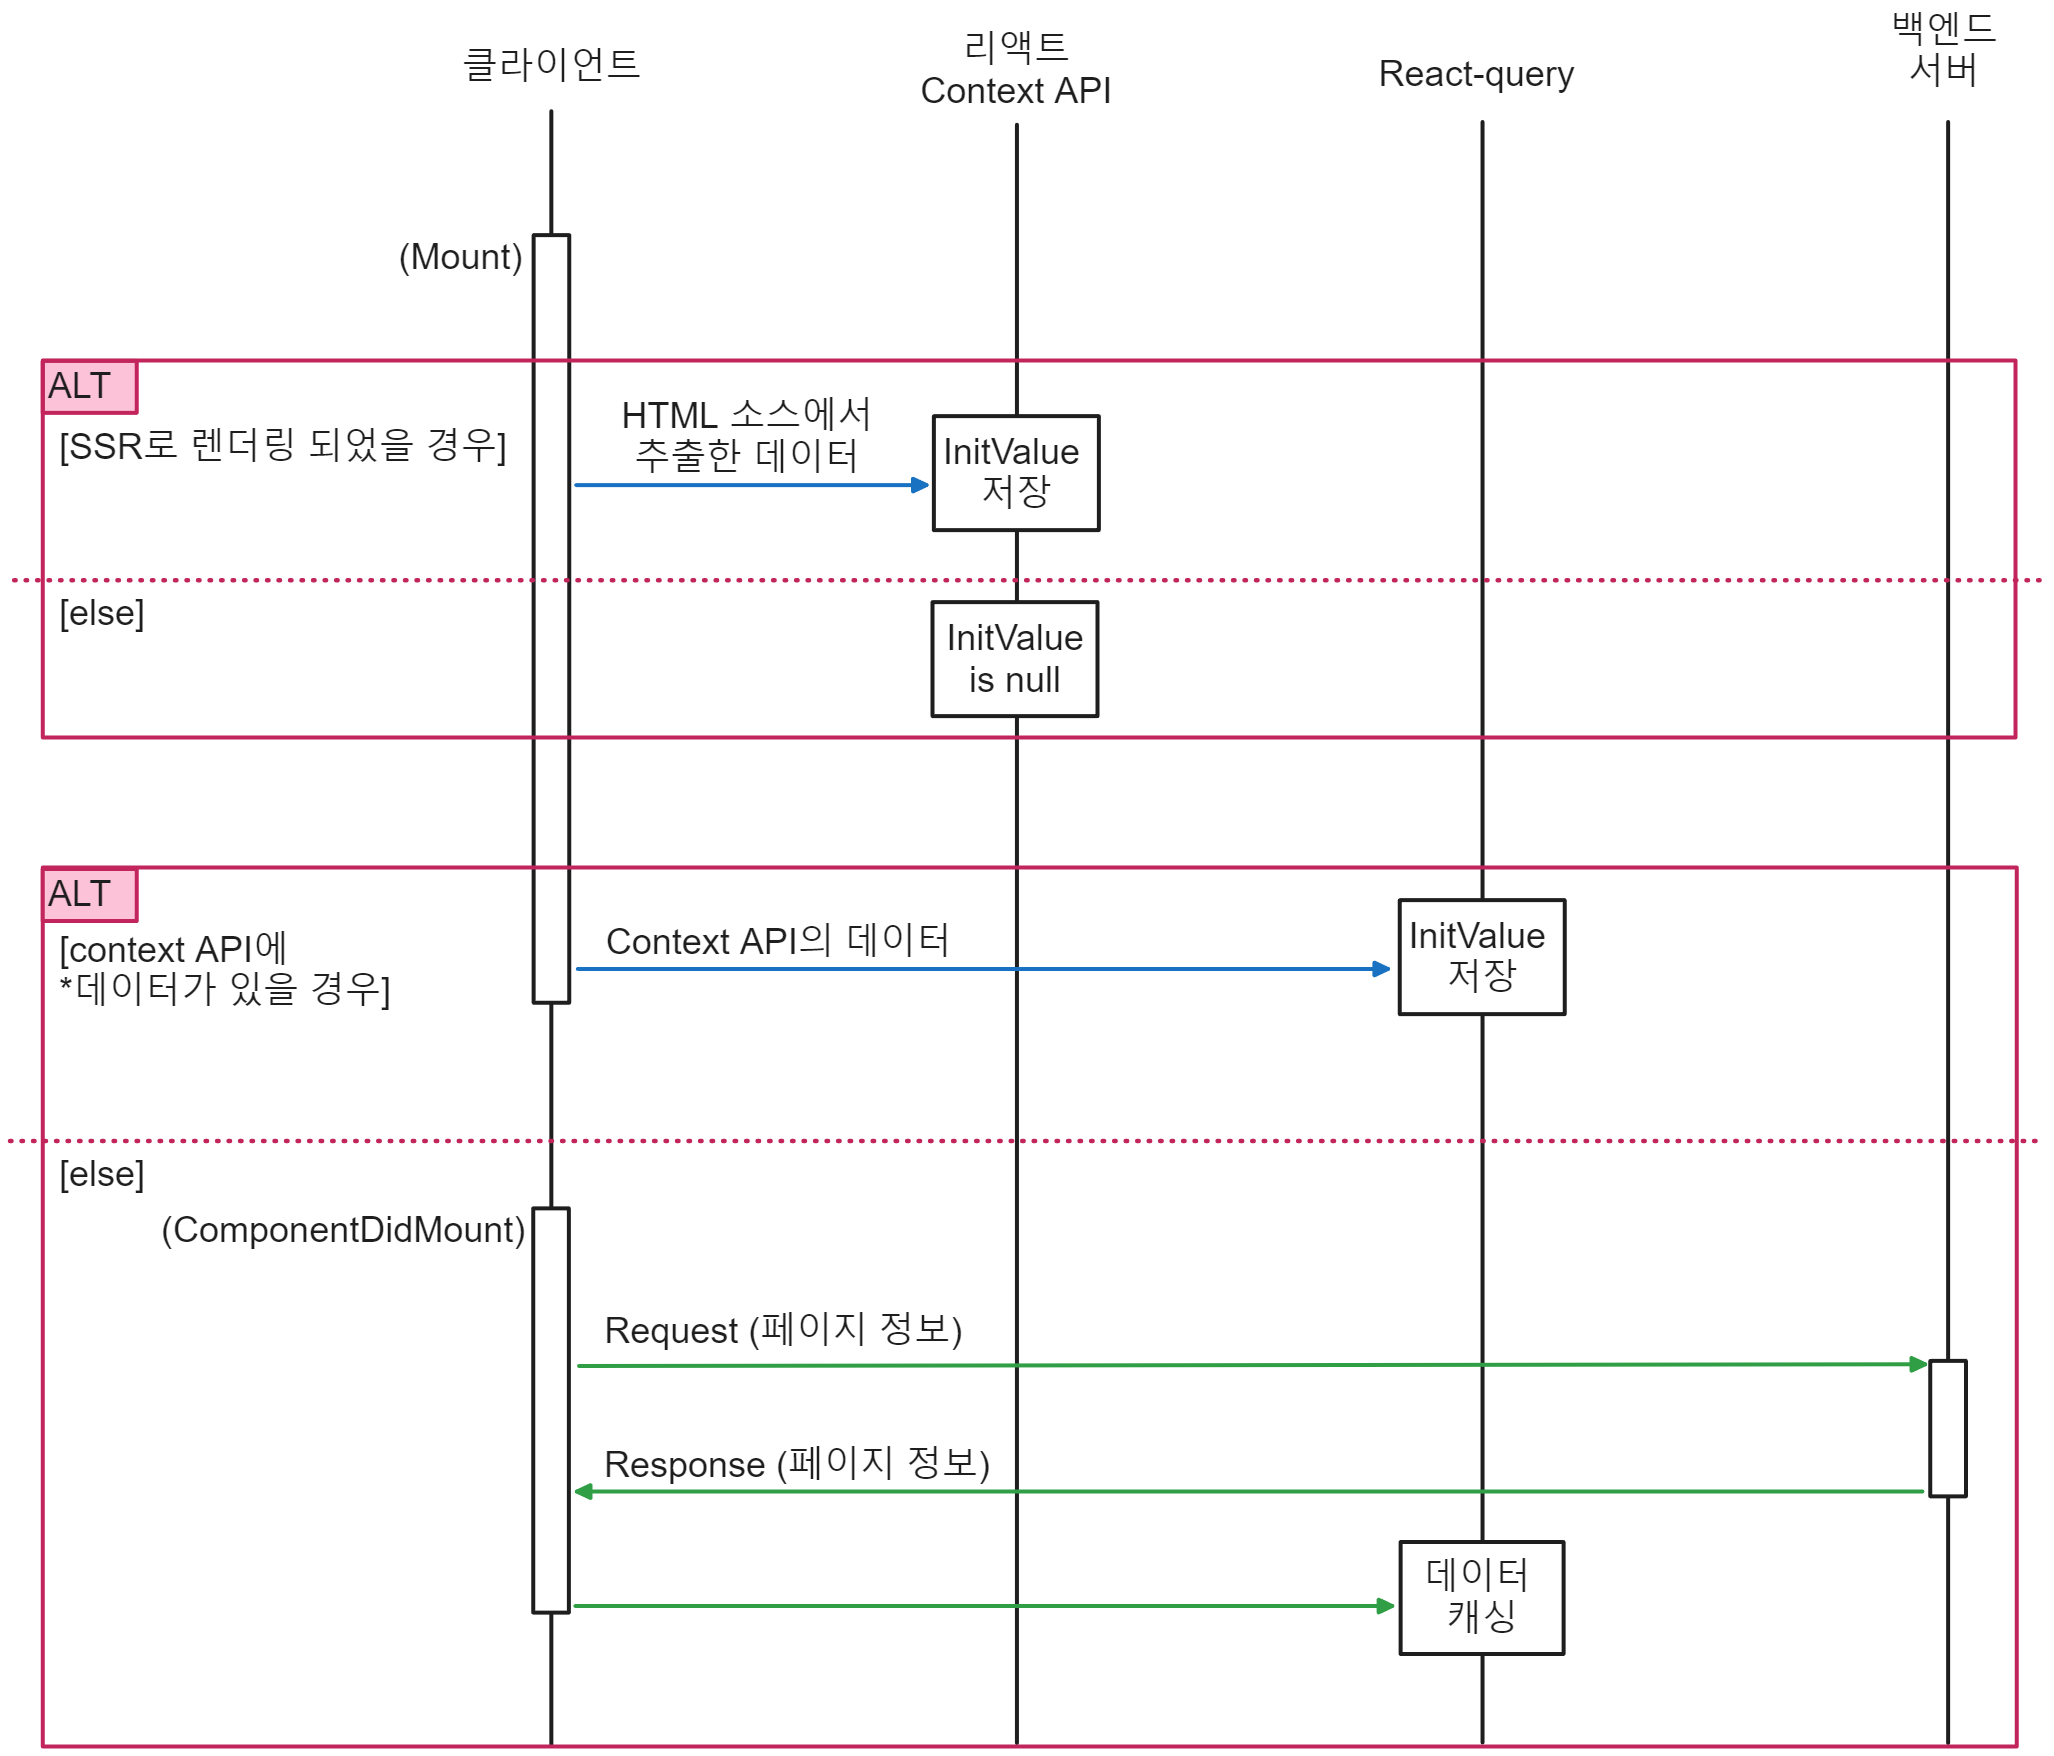 클라이언트
리액트
Context API
React-query
백엔드
서버
(Mount)
ALT
[SSR로 렌더링 되었을 경우]
HTML 소스에서
추출한 데이터
InitValue
저장
[else]
InitValue
is null
ALT
[context API에
*데이터가 있을 경우]
Context API의 데이터
InitValue
저장
[else]
(ComponentDidMount)
Request (페이지 정보)
Response (페이지 정보)
데이터
캐싱